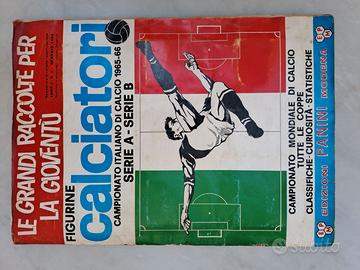 LE GRANDI RACCOLTE PER
LA GIOVENTÙ
FIGURINE
calciatori
CAMPIONATO ITALIANO DI CALCIO 1965-66
SERIE A - SERIE B
CAMPIONATO MONDIALE DI CALCIO
TUTTE LE COPPE
CLASSIFICHE-CURIOSITÀ-STATISTICHE
EDIZIONI PANINI MODENA
subito